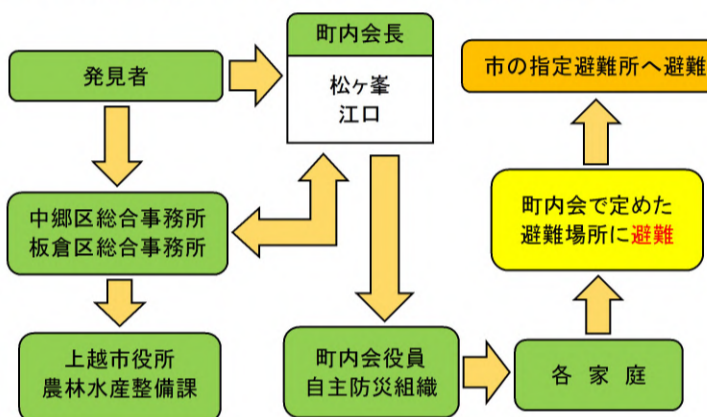 発見者
町内会長
松ヶ峯
江口
市の指定避難所へ避難
中郷区総合事務所
板倉区総合事務所
町内会で定めた
避難場所に避難
上越市役所
農林水産整備課
町内会役員
自主防災組織
各家庭